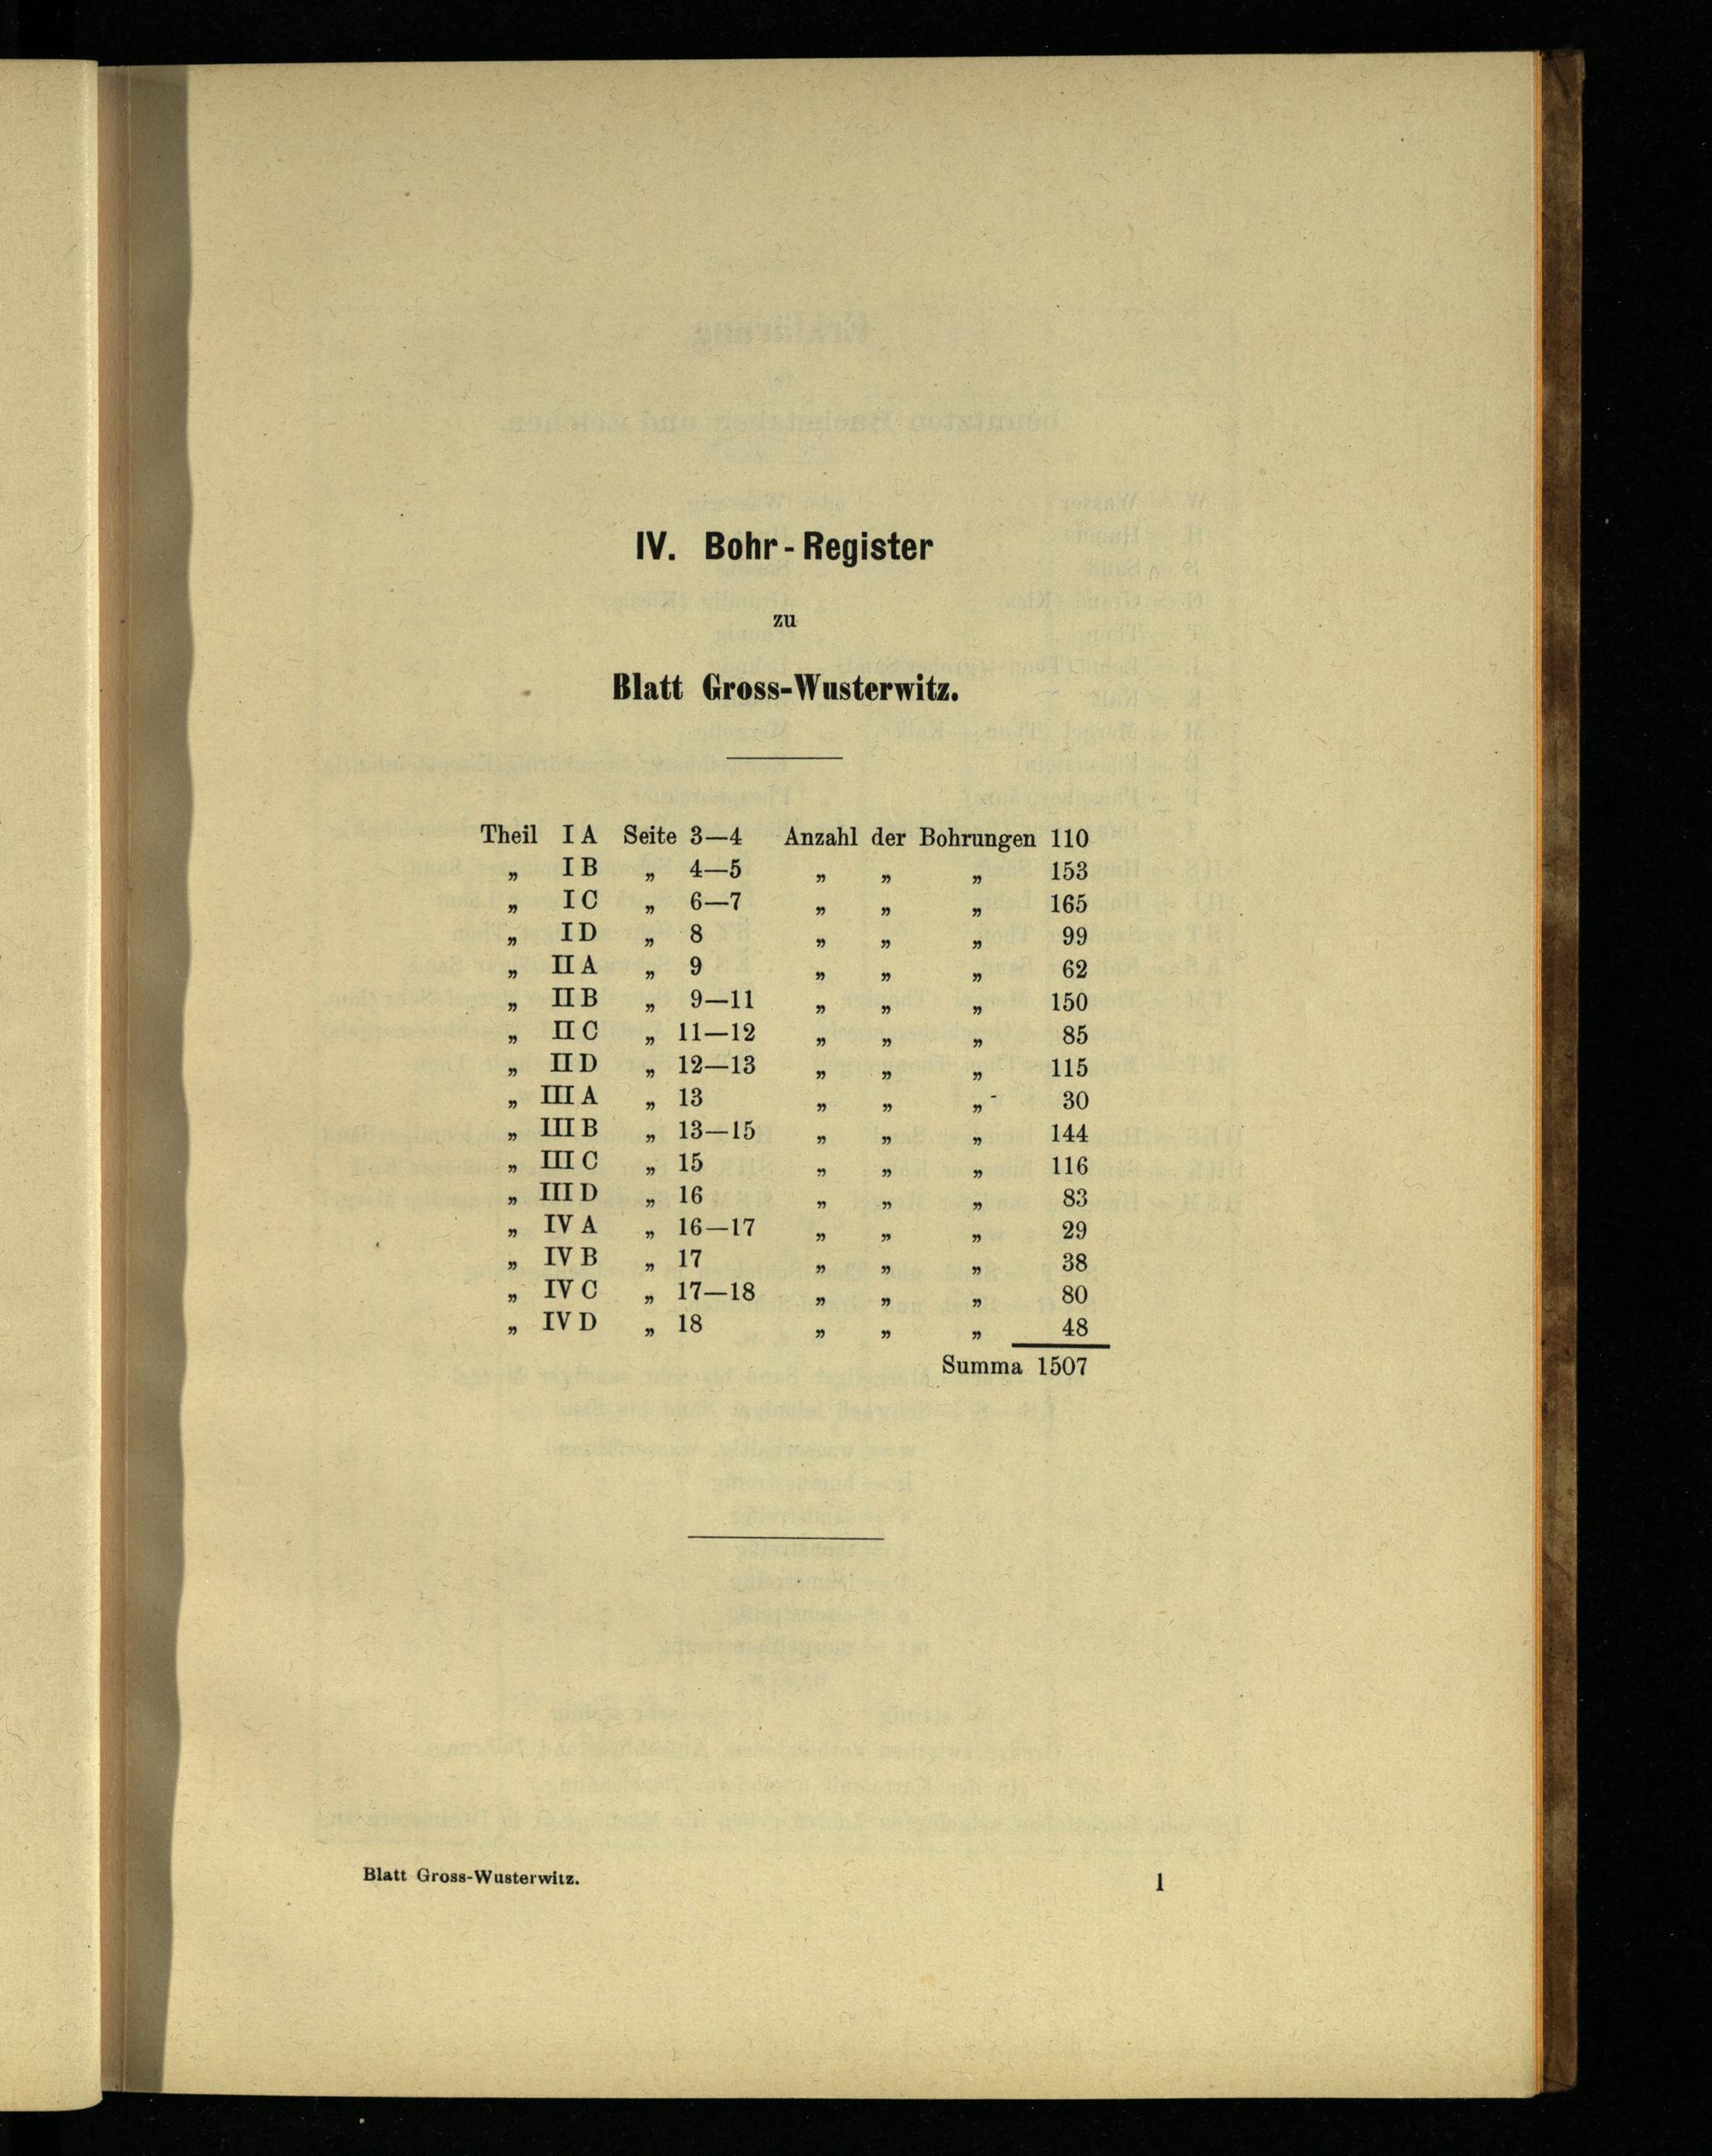 IV. Bohr-Register
zu
Blatt Gross-Wusterwitz.
Theil I A Seite 3—4 Anzahl der Bohrungen 110
„ I B „ 4—5 „ „ „ 153
„ I C „ 6—7 „ „ „ 165
„ I D „ 8 „ „ „ 99
„ II A „ 9 „ „ „ 62
„ II B „ 9—11 „ „ „ 150
„ II C „ 11—12 „ „ „ 85
„ II D „ 12—13 „ „ „ 115
„ III A „ 13 „ „ „ 30
„ III B „ 13—15 „ „ „ 144
„ III C „ 15 „ „ „ 116
„ III D „ 16 „ „ „ 83
„ IV A „ 16—17 „ „ „ 29
„ IV B „ 17 „ „ „ 38
„ IV C „ 17—18 „ „ „ 80
„ IV D „ 18 „ „ „ 48
Summa 1507
Blatt Gross-Wusterwitz. 1